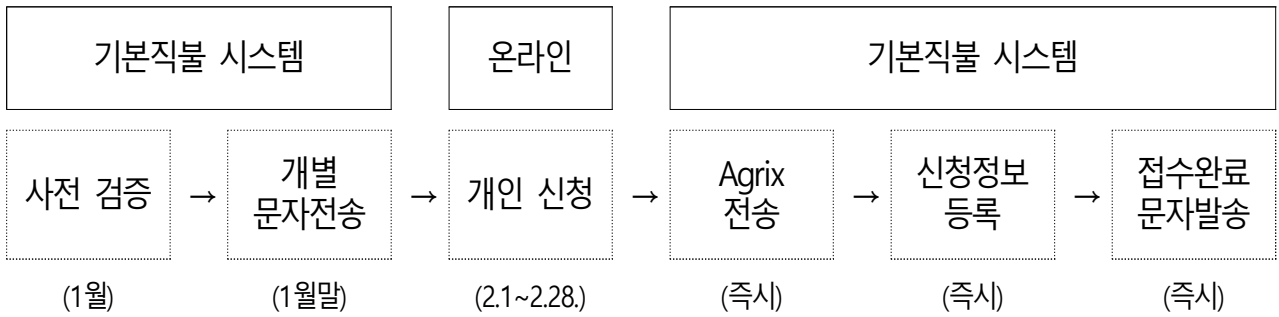 기본직불 시스템
온라인
기본직불 시스템
사전 검증
→
개별
문자전송
→
개인 신청
→
Agrix
전송
→
신청정보
등록
→
접수완료
문자발송
(1월)
(1월말)
(2.1~2.28.)
(즉시)
(즉시)
(즉시)